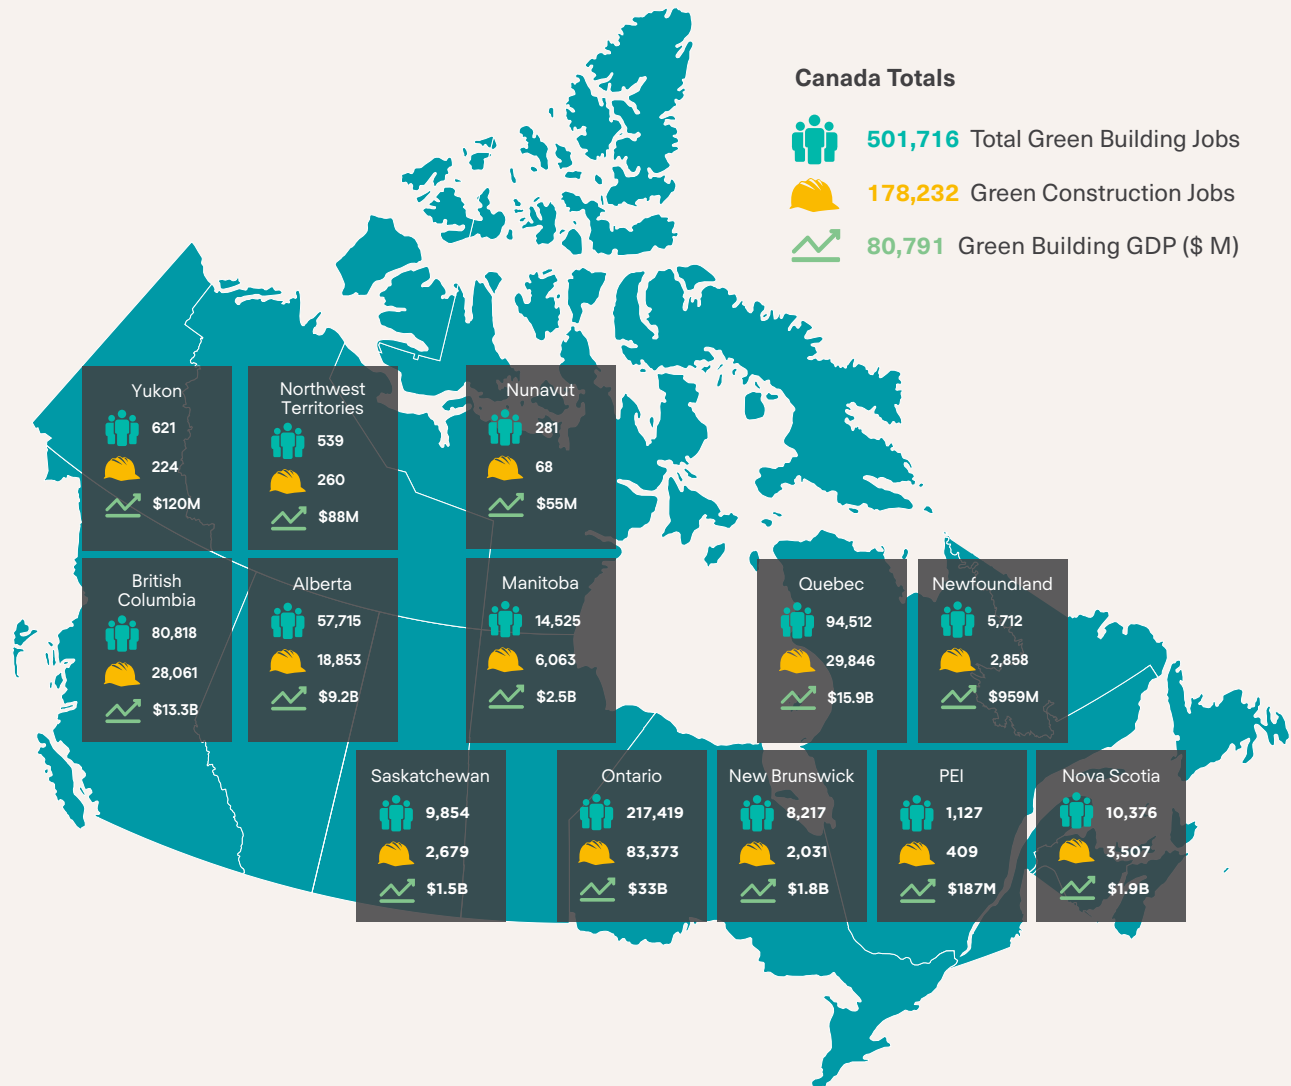 Canada Totals
501,716 Total Green Building Jobs
178,232 Green Construction Jobs
80,791 Green Building GDP ($ M)
Yukon
621
224
$120M
Northwest
Territories
539
260
$88M
Nunavut
281
68
$55M
British
Columbia
80,818
28,061
$13.3B
Alberta
57,715
18,853
$9.2B
Manitoba
14,525
6,063
$2.5B
Quebec
94,512
29,846
$15.9B
Newfoundland
5,712
2,858
$959M
Saskatchewan
9,854
2,679
$1.5B
Ontario
217,419
83,373
$33B
New Brunswick
8,217
2,031
$1.8B
PEI
1,127
409
$187M
Nova Scotia
10,376
3,507
$1.9B